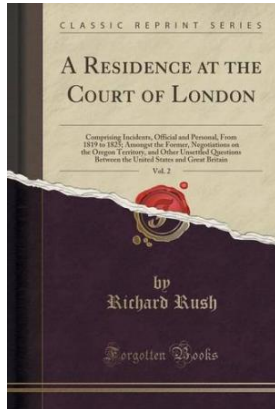 CLASSIC REPRINT SERIES
A RESIDENCE AT THE
COURT OF LONDON
Comprising Incidents, Official and Personal, From
1819 to 1825; Amongst the Former, Negotiations on
the Oregon Territory, and Other Unsettled Questions
Between the United States and Great Britain
Vol. 2
by
Richard Rush
Forgotten Books